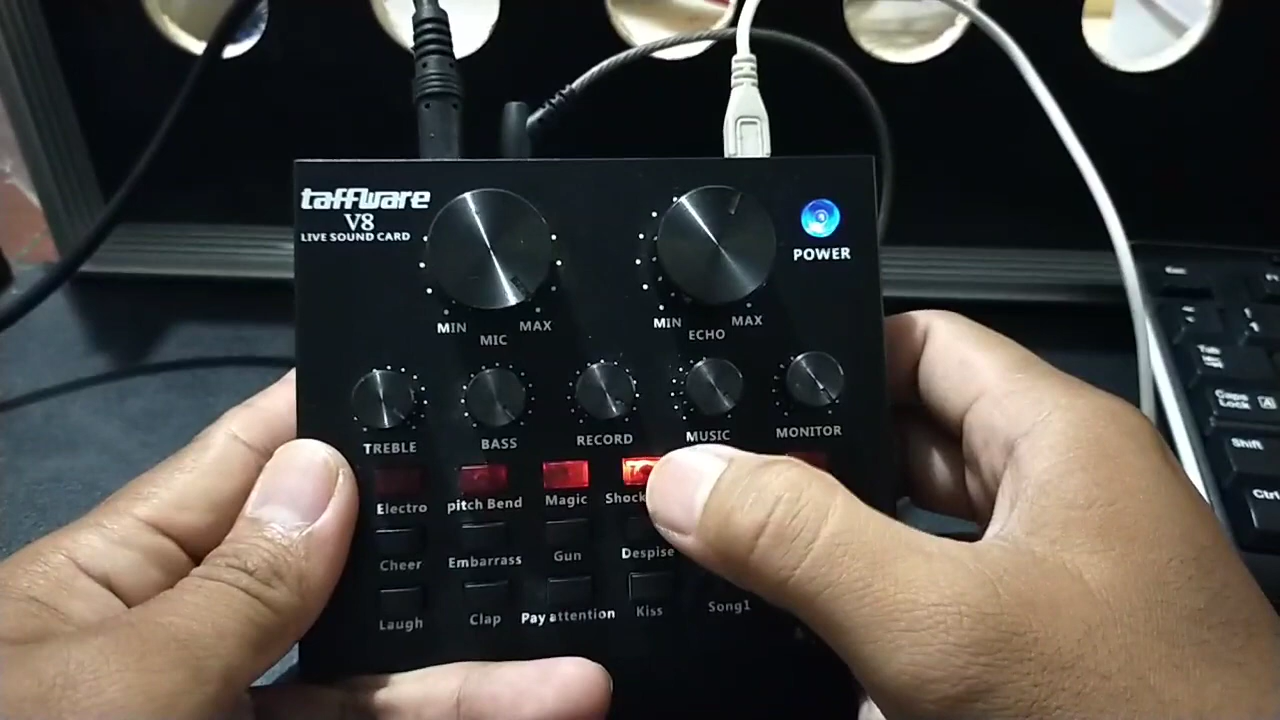 taffware
V8
LIVE SOUND CARD
POWER
MIN MAX
MIC
MIN MAX
ECHO
TREBLE BASS RECORD MUSIC MONITOR
Electro pitch Bend Magic Shock
Cheer Embarrass Gun Despise
Laugh Clap Pay attention Kiss Song1
Tab
Caps
Lock A
Shift
Ctrl